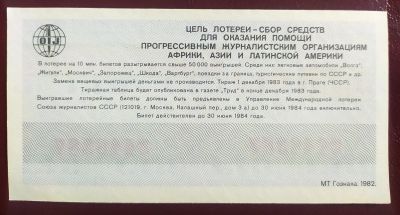 ЦЕЛЬ ЛОТЕРЕИ – СБОР СРЕДСТВ
ДЛЯ ОКАЗАНИЯ ПОМОЩИ
ПРОГРЕССИВНЫМ ЖУРНАЛИСТСКИМ ОРГАНИЗАЦИЯМ
АФРИКИ, АЗИИ И ЛАТИНСКОЙ АМЕРИКИ
В лотерее на 10 млн. билетов разыгрывается свыше 50 000 выигрышей. Среди них легковые автомобили „Волга",
„Жигули", „Москвич", „Запорожец", „Шкода", „Вартбург", поездки за границу, туристские путевки по СССР и др.
Замена вещевых выигрышей деньгами не производится. Тираж 1 декабря 1983 г. в г. Праге (ЧССР).
Тиражная таблица будет опубликована в газете „Труд" в конце декабря 1983 года.
Выигравшие лотерейные билеты должны быть предъявлены в Управление Международной лотереи
Союза журналистов СССР (121019, г. Москва, Калашный пер., дом 3 а) до 30 июня 1984 года включительно.
Билет действителен до 30 июня 1984 года.
МТ Гознака. 1982.